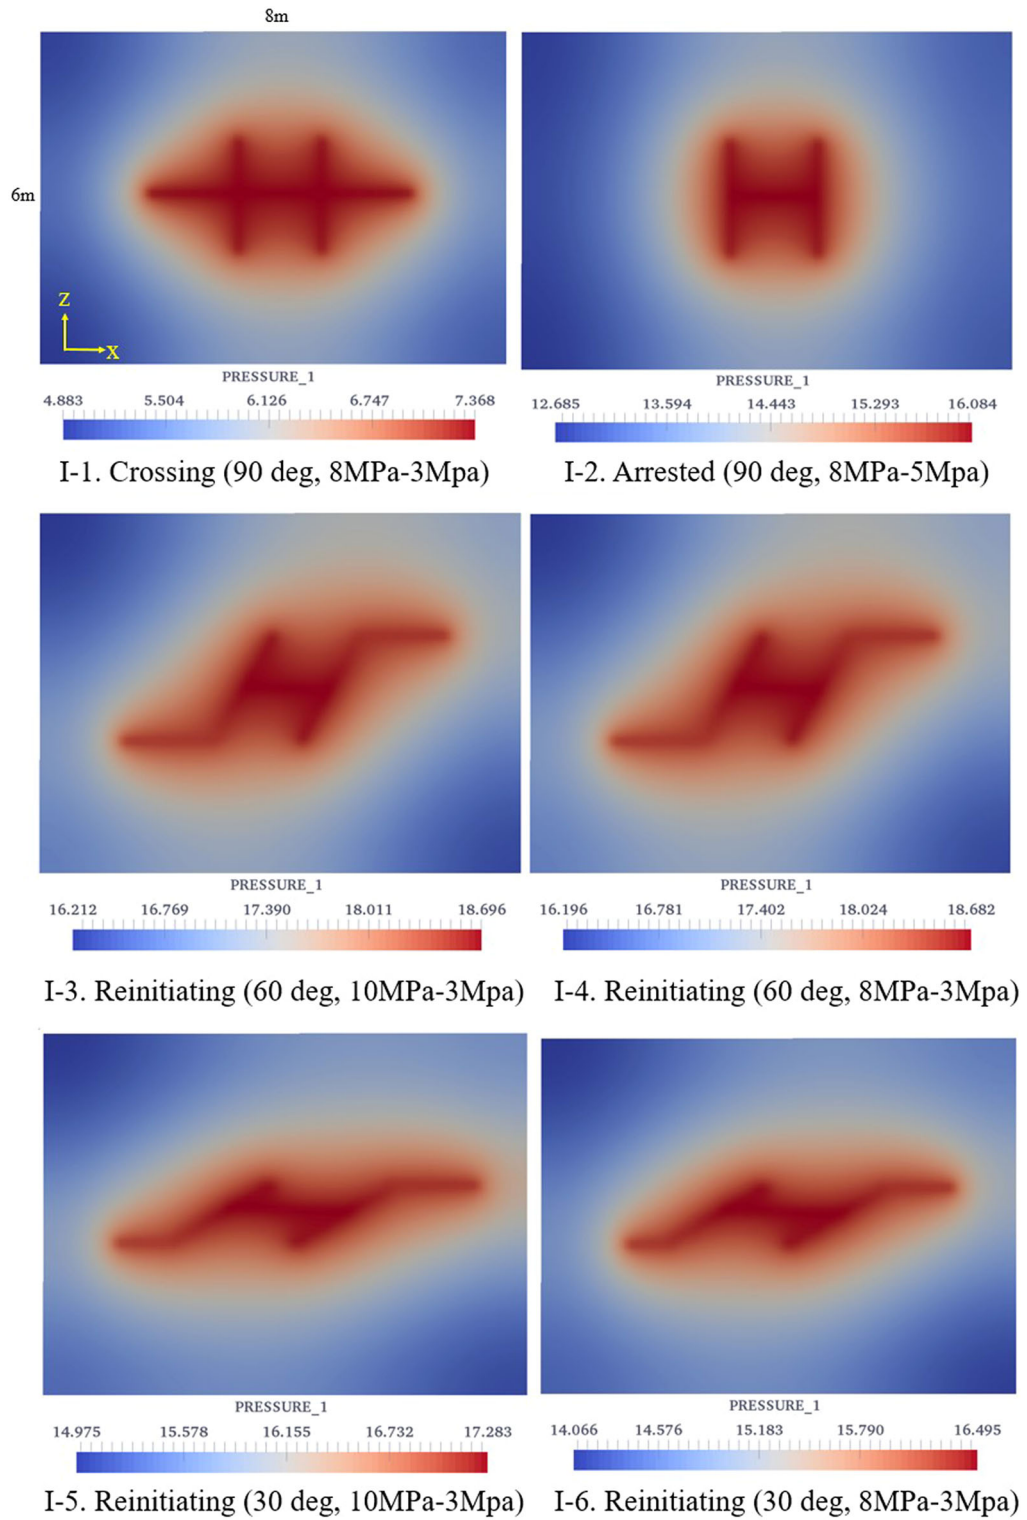 8m
6m
Z
X
PRESSURE_1
4.883 5.504 6.126 6.747 7.368
PRESSURE_1
12.685 13.594 14.443 15.293 16.084
I-1. Crossing (90 deg, 8MPa-3Mpa)
I-2. Arrested (90 deg, 8MPa-5Mpa)
PRESSURE_1
16.212 16.769 17.390 18.011 18.696
PRESSURE_1
16.196 16.781 17.402 18.024 18.682
I-3. Reinitiating (60 deg, 10MPa-3Mpa)
I-4. Reinitiating (60 deg, 8MPa-3Mpa)
PRESSURE_1
14.975 15.578 16.155 16.732 17.283
PRESSURE_1
14.066 14.576 15.183 15.790 16.495
I-5. Reinitiating (30 deg, 10MPa-3Mpa)
I-6. Reinitiating (30 deg, 8MPa-3Mpa)